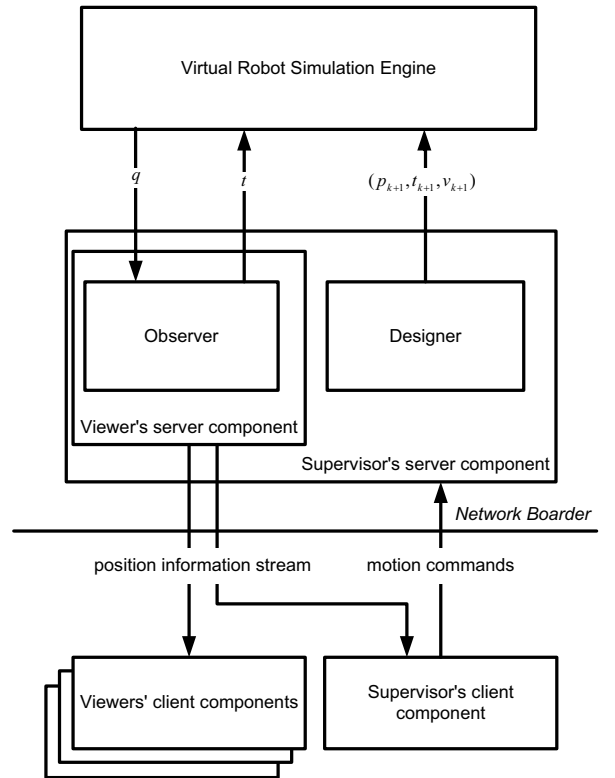 Virtual Robot Simulation Engine
q
t
(p_{k+1}, t_{k+1}, v_{k+1})
Observer
Designer
Viewer's server component
Supervisor's server component
Network Boarder
position information stream
motion commands
Viewers' client components
Supervisor's client
component